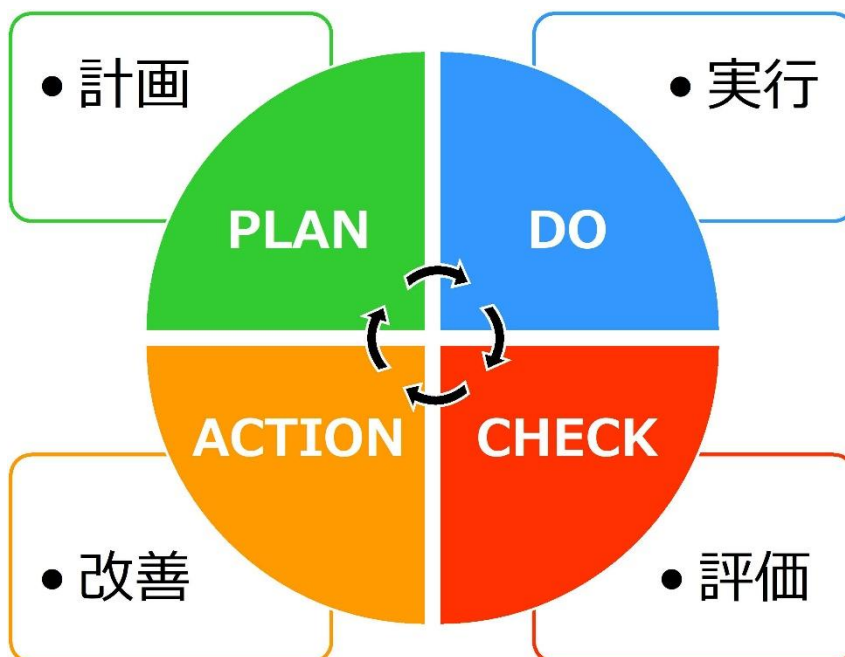 • 計画
• 実行
PLAN
DO
ACTION
CHECK
• 改善
• 評価